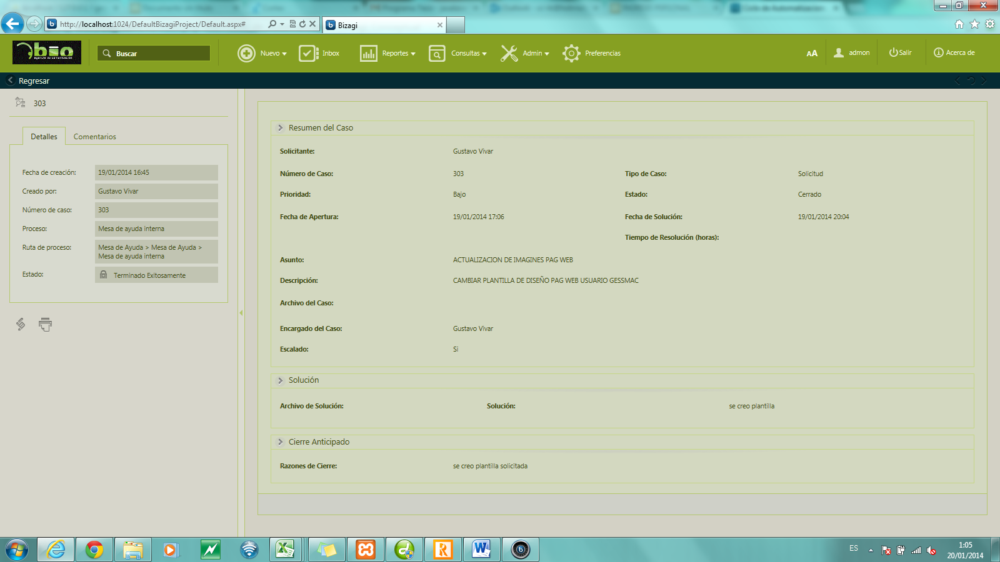 http://localhost:1024/DefaultBizagiProject/Default.aspx#
Bizagi
bio
agencia de comunicación
Buscar
Nuevo
Inbox
Reportes
Consultas
Admin
Preferencias
AA
admon
Salir
Acerca de
Regresar
303
Detalles
Comentarios
Fecha de creación: 19/01/2014 16:45
Creado por: Gustavo Vivar
Número de caso: 303
Proceso: Mesa de ayuda interna
Ruta de proceso: Mesa de Ayuda > Mesa de Ayuda >
Mesa de ayuda interna
Estado: Terminado Exitosamente
Resumen del Caso
Solicitante: Gustavo Vivar
Número de Caso: 303 Tipo de Caso: Solicitud
Prioridad: Bajo Estado: Cerrado
Fecha de Apertura: 19/01/2014 17:06 Fecha de Solución: 19/01/2014 20:04
Tiempo de Resolución (horas):
Asunto: ACTUALIZACION DE IMAGINES PAG WEB
Descripción: CAMBIAR PLANTILLA DE DISEÑO PAG WEB USUARIO GESSMAC
Archivo del Caso:
Encargado del Caso: Gustavo Vivar
Escalado: Si
Solución
Archivo de Solución: Solución: se creo plantilla
Cierre Anticipado
Razones de Cierre: se creo plantilla solicitada
ES
1:05
20/01/2014